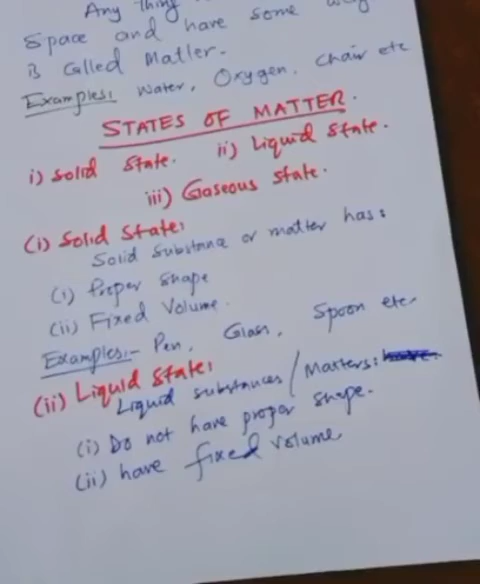 Any thing
Space and have some
is Called Matter.
Examples: Water, Oxygen, Chair etc
STATES OF MATTER.
i) Solid State. ii) Liquid State.
iii) Gaseous State.
(i) Solid State:
Solid Substance or matter has:
(i) Proper Shape
(ii) Fixed Volume.
Examples:- Pen, Glass, Spoon etc
(ii) Liquid State:
Liquid substances/Matters:
(i) Do not have proper shape.
(ii) have fixed volume